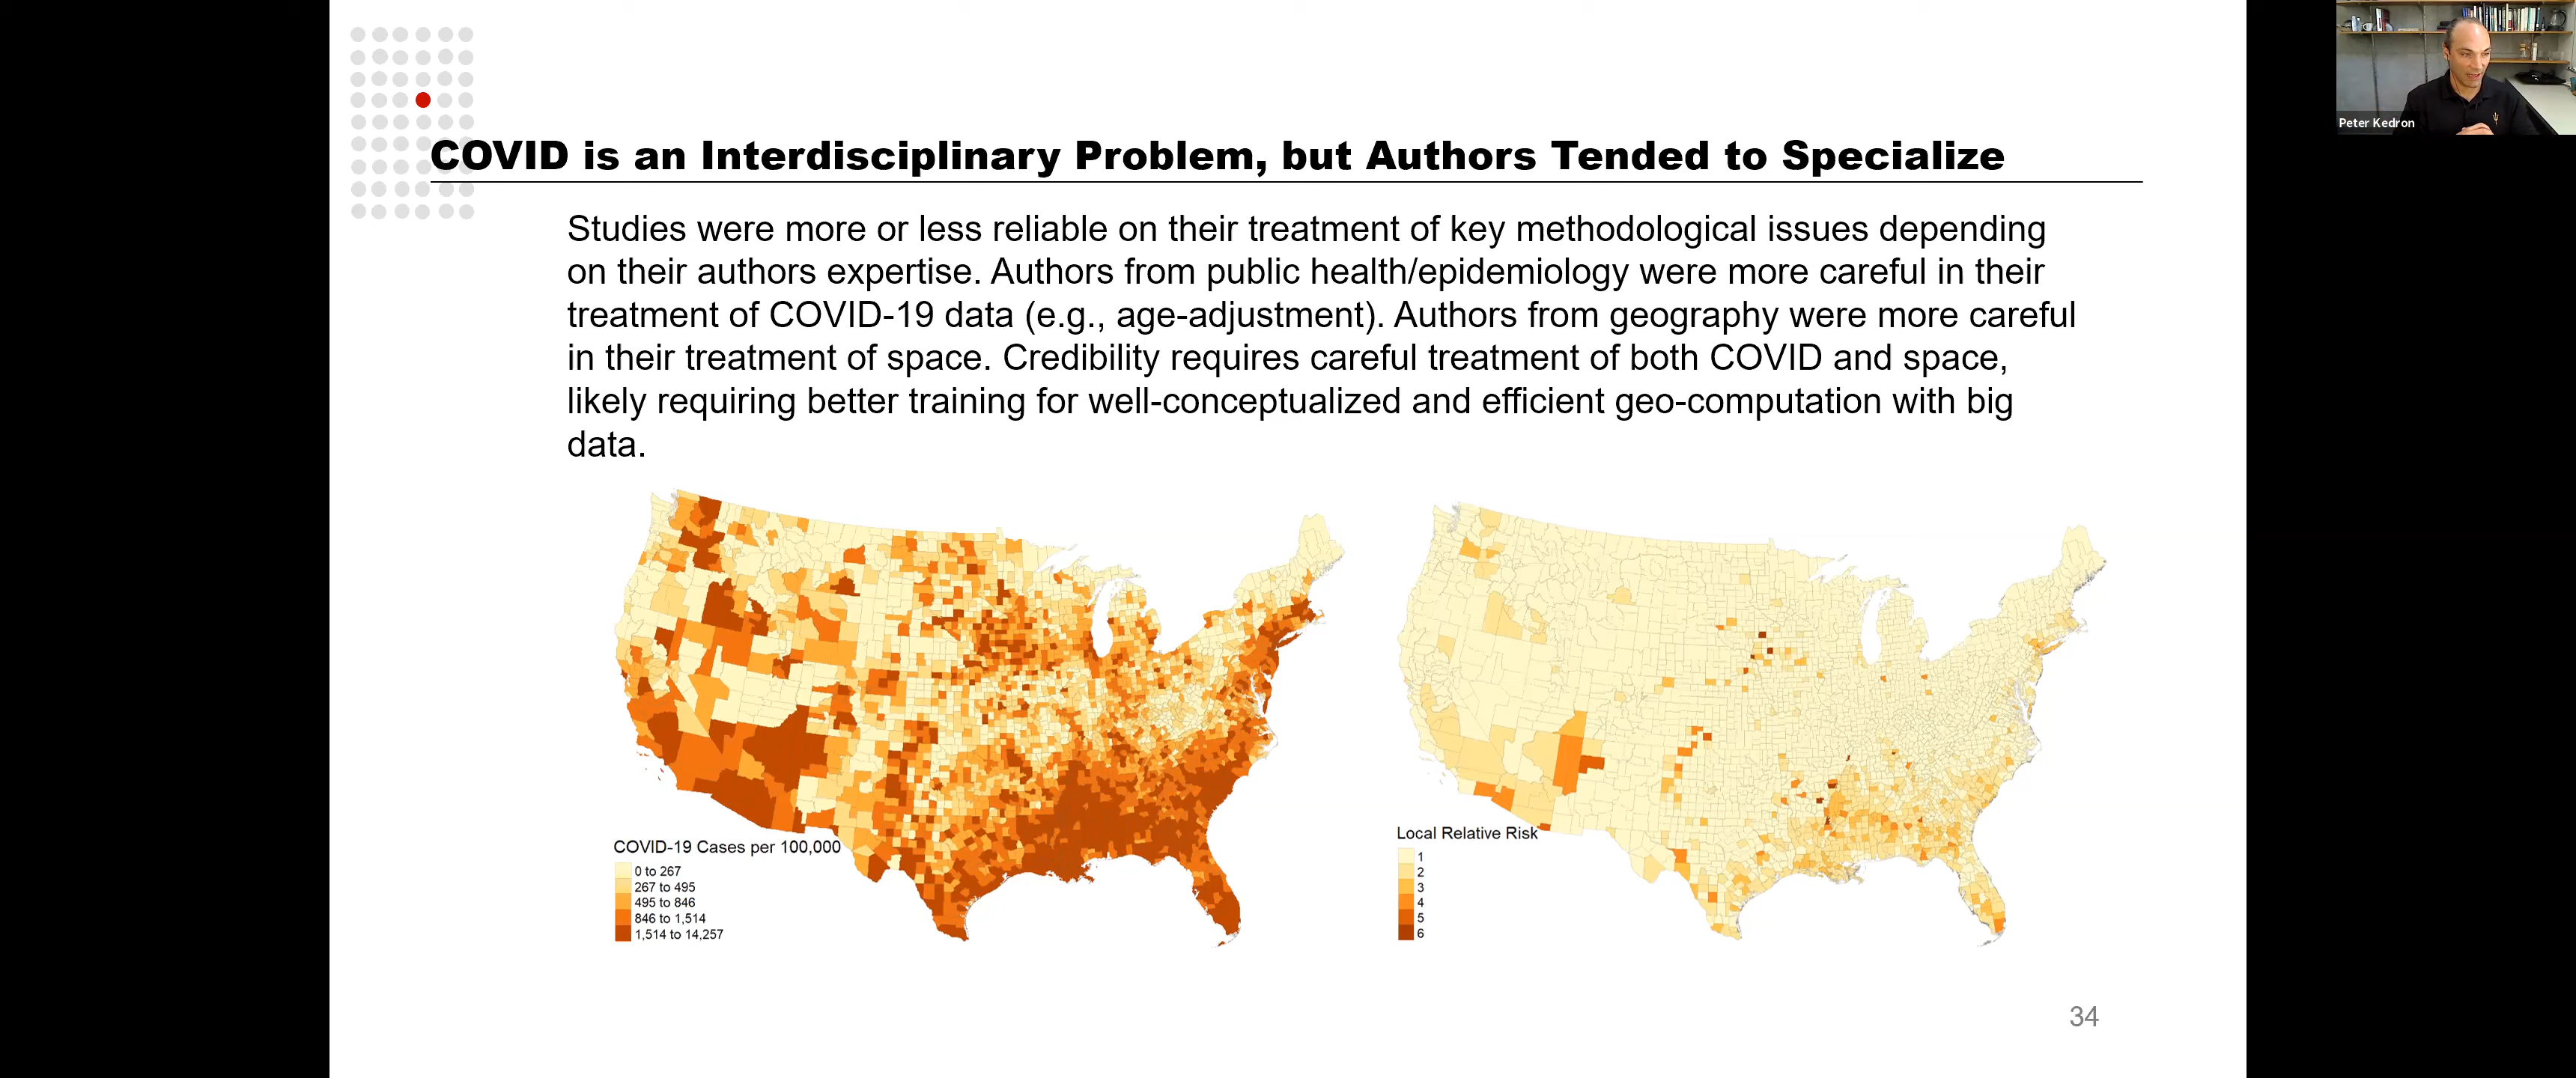 Peter Kedron
COVID is an Interdisciplinary Problem, but Authors Tended to Specialize
Studies were more or less reliable on their treatment of key methodological issues depending
on their authors expertise. Authors from public health/epidemiology were more careful in their
treatment of COVID-19 data (e.g., age-adjustment). Authors from geography were more careful
in their treatment of space. Credibility requires careful treatment of both COVID and space,
likely requiring better training for well-conceptualized and efficient geo-computation with big
data.
COVID-19 Cases per 100,000
0 to 267
267 to 495
495 to 846
846 to 1,514
1,514 to 14,257
Local Relative Risk
1
2
3
4
5
6
34